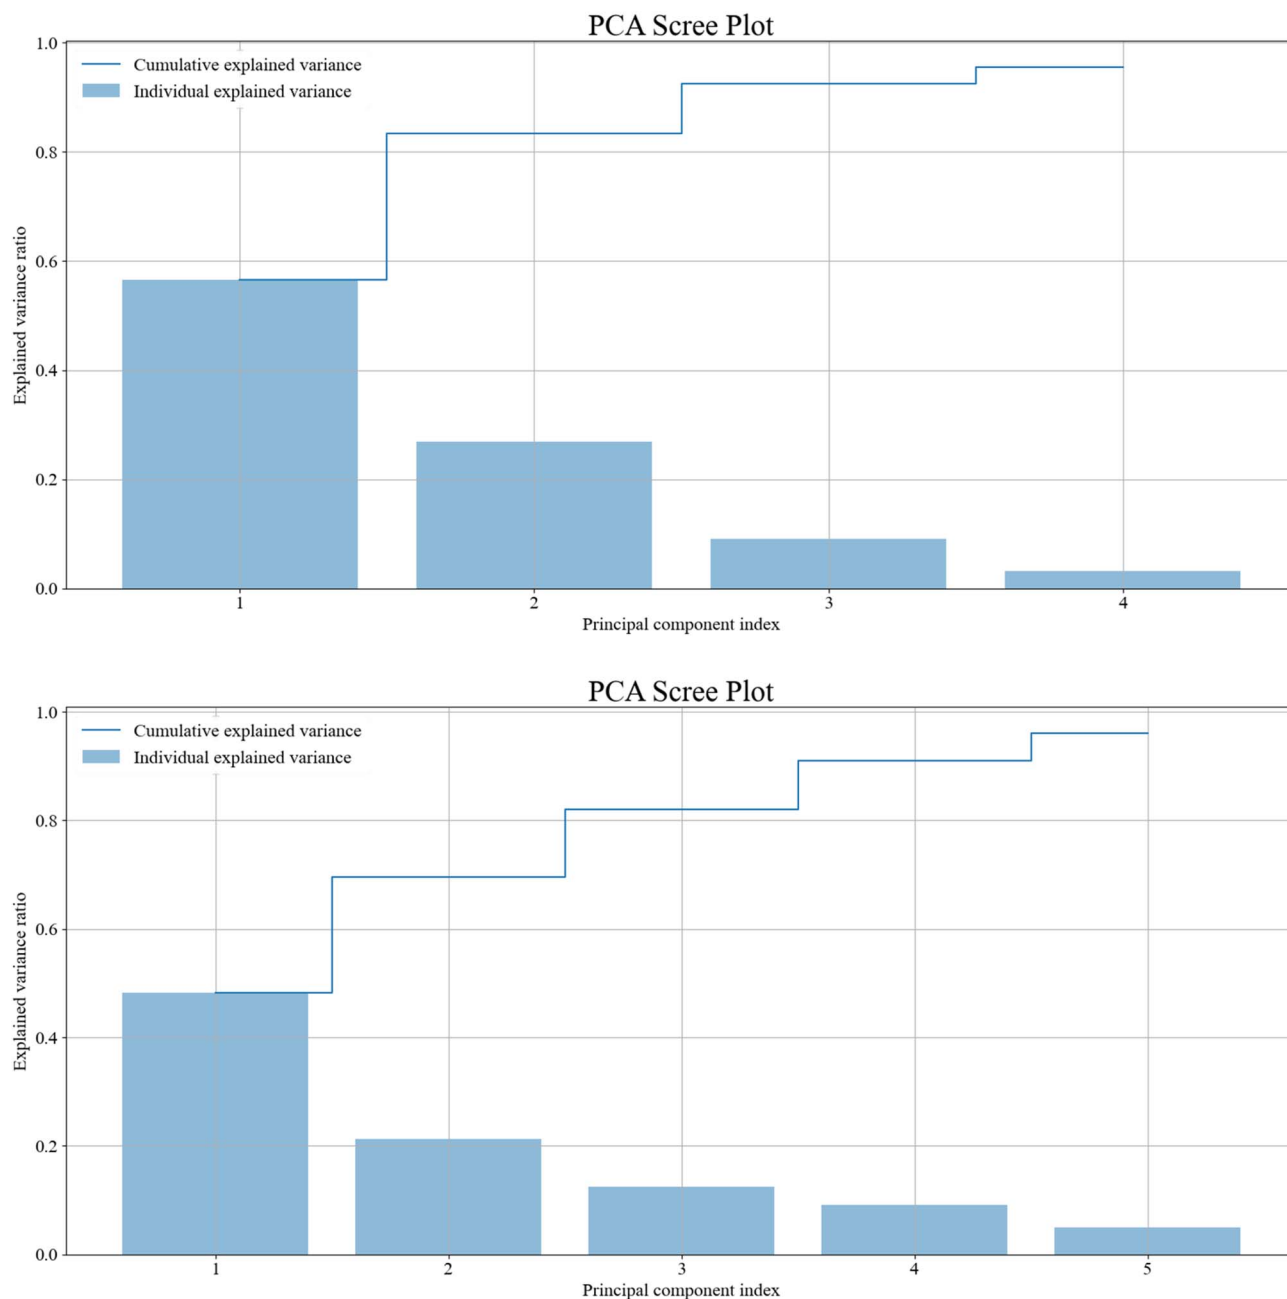 PCA Scree Plot
1.0
Cumulative explained variance
Individual explained variance
0.8
0.6
0.4
0.2
0.0
Explained variance ratio
1 2 3 4
Principal component index
PCA Scree Plot
1.0
Cumulative explained variance
Individual explained variance
0.8
0.6
0.4
0.2
0.0
Explained variance ratio
1 2 3 4 5
Principal component index